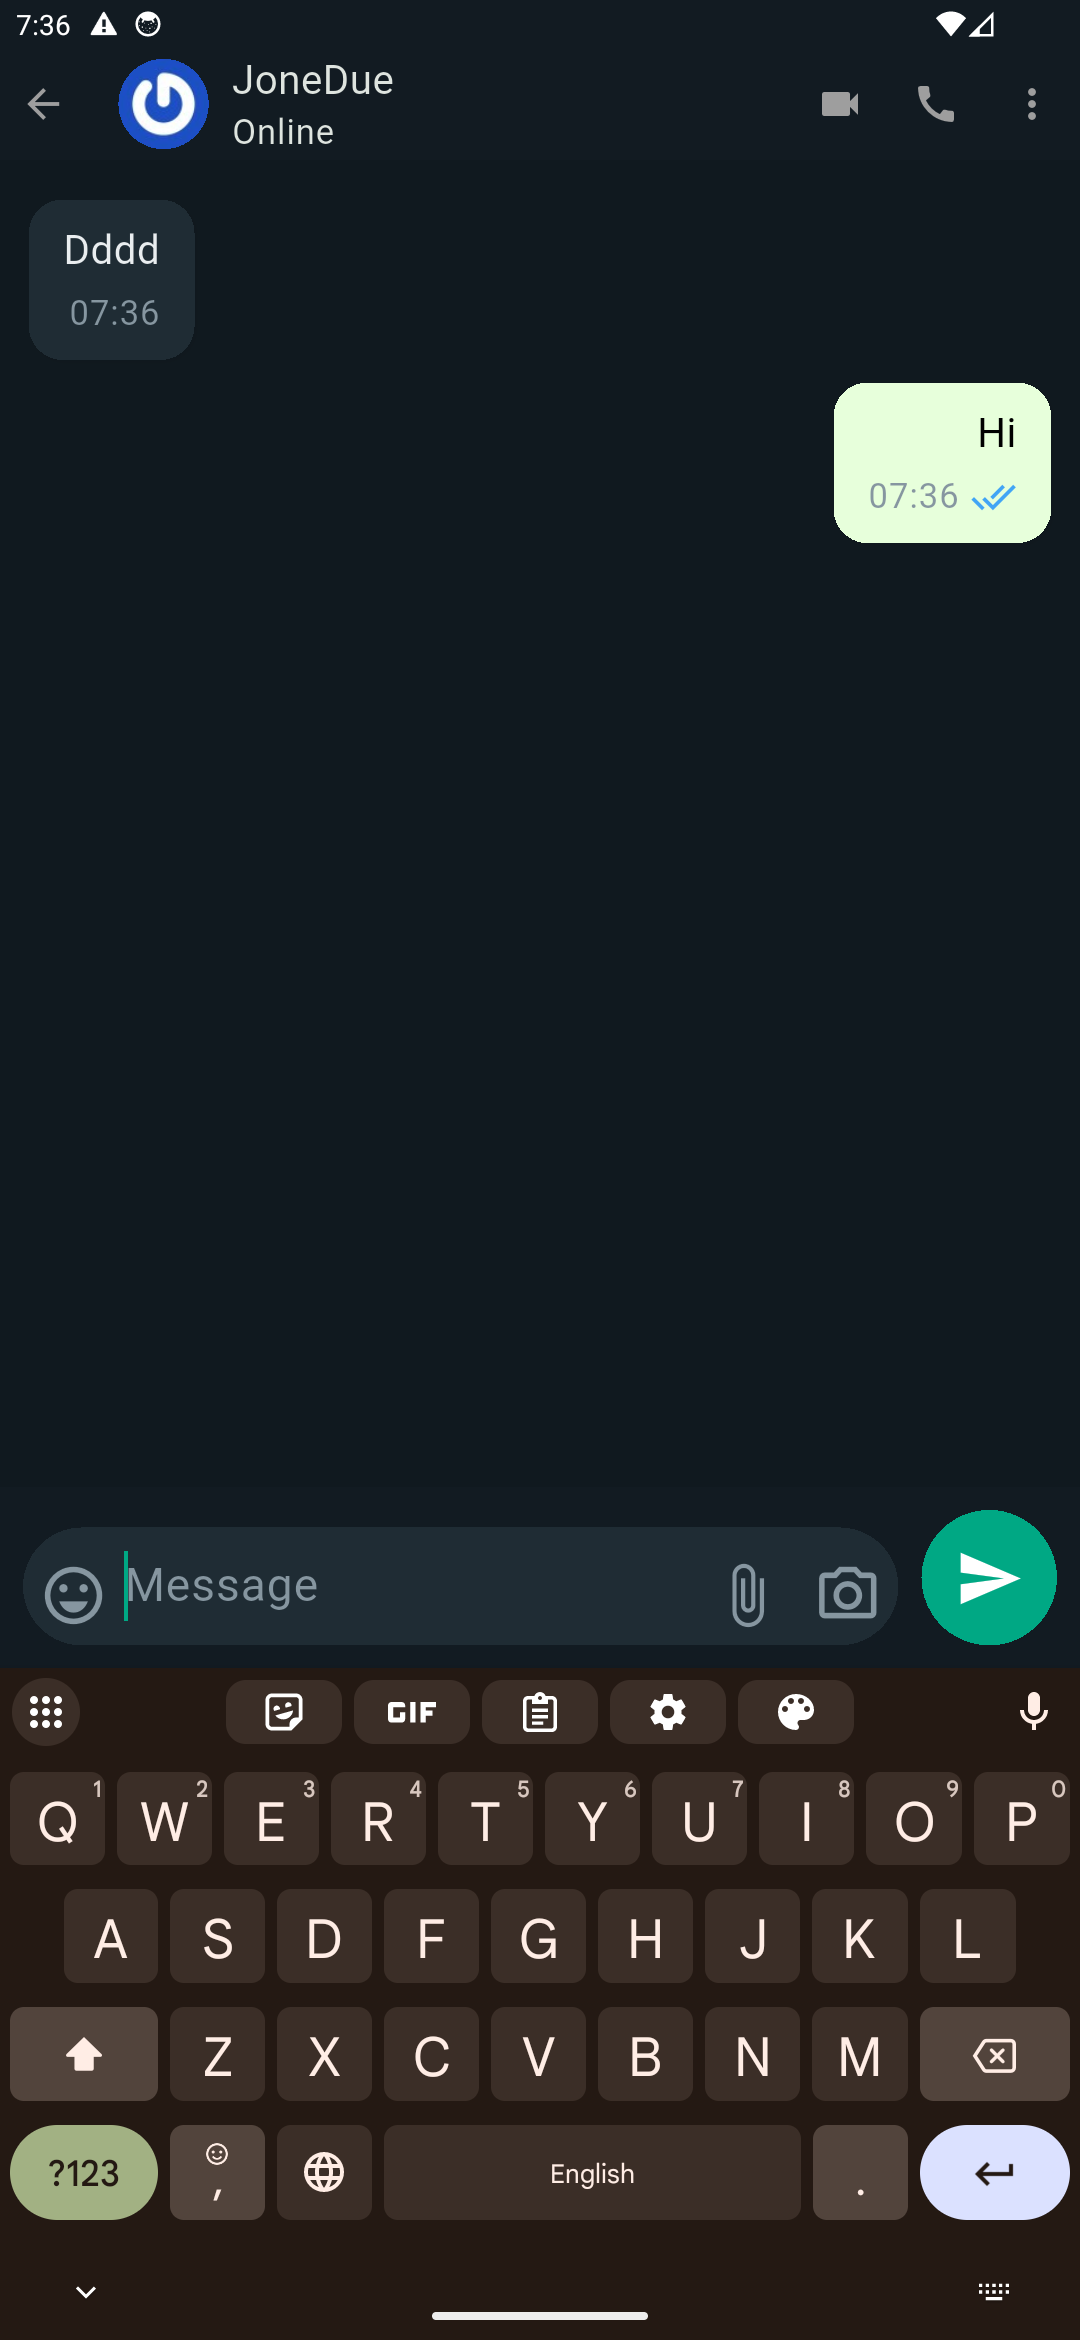 7:36
JoneDue
Online
Dddd
07:36
Hi
07:36
Message
GIF
Q 1 W 2 E 3 R 4 T 5 Y 6 U 7 I 8 O 9 P 0
A S D F G H J K L
Z X C V B N M
?123 , English .